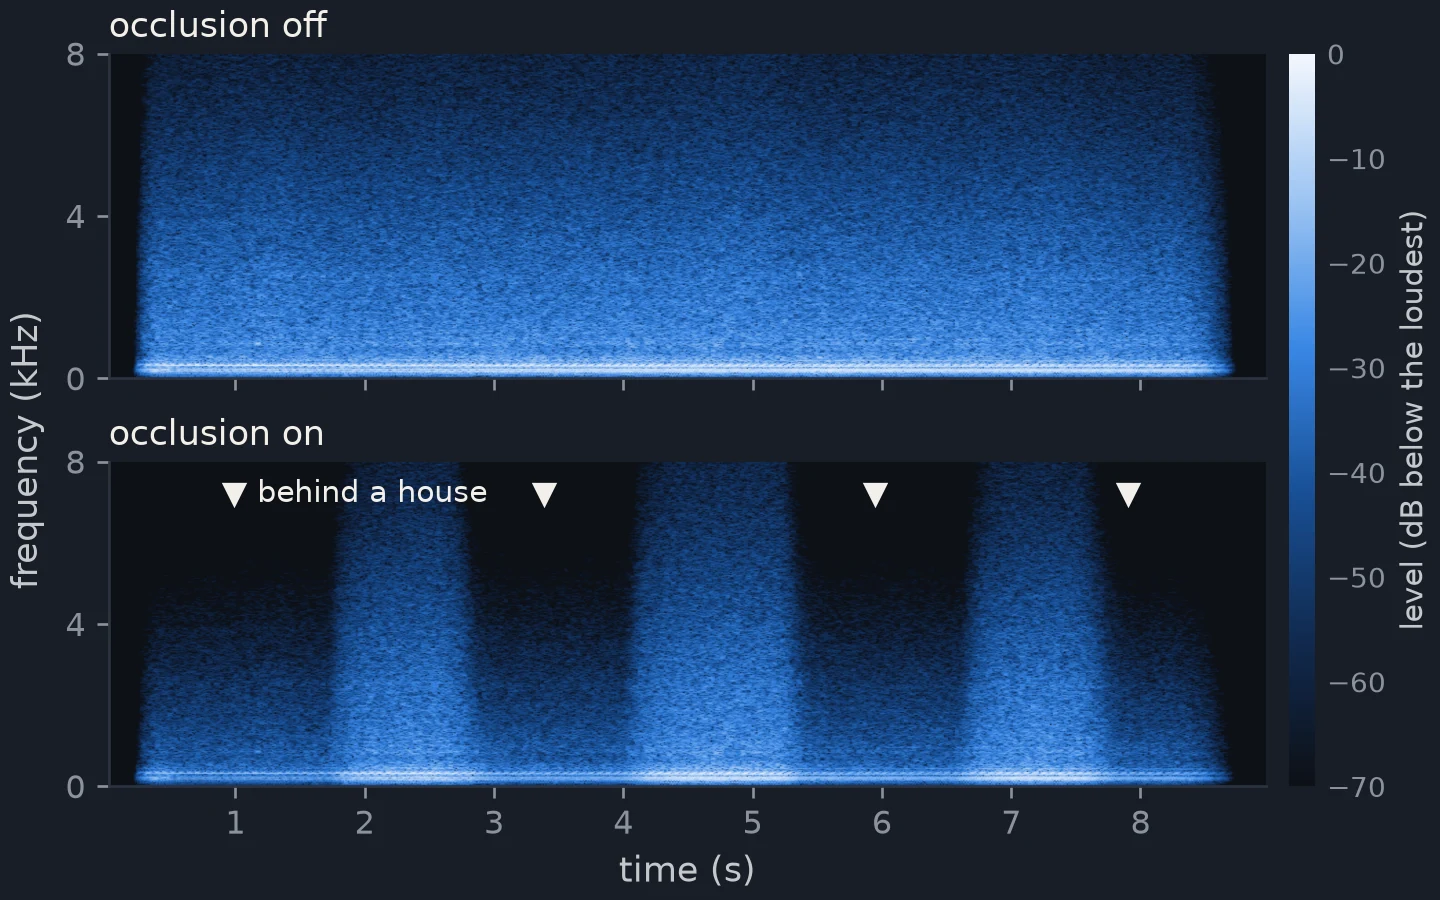 occlusion off
8
4
0
occlusion on
behind a house
8
4
0
1 2 3 4 5 6 7 8
time (s)
frequency (kHz)
0
−10
−20
−30
−40
−50
−60
−70
level (dB below the loudest)